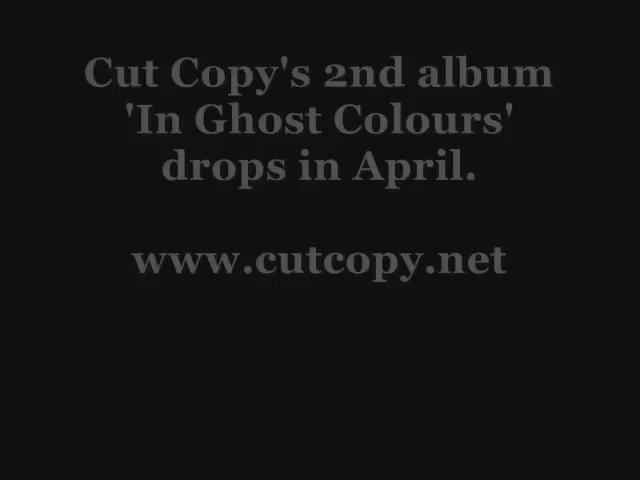 Cut Copy's 2nd album
'In Ghost Colours'
drops in April.
www.cutcopy.net